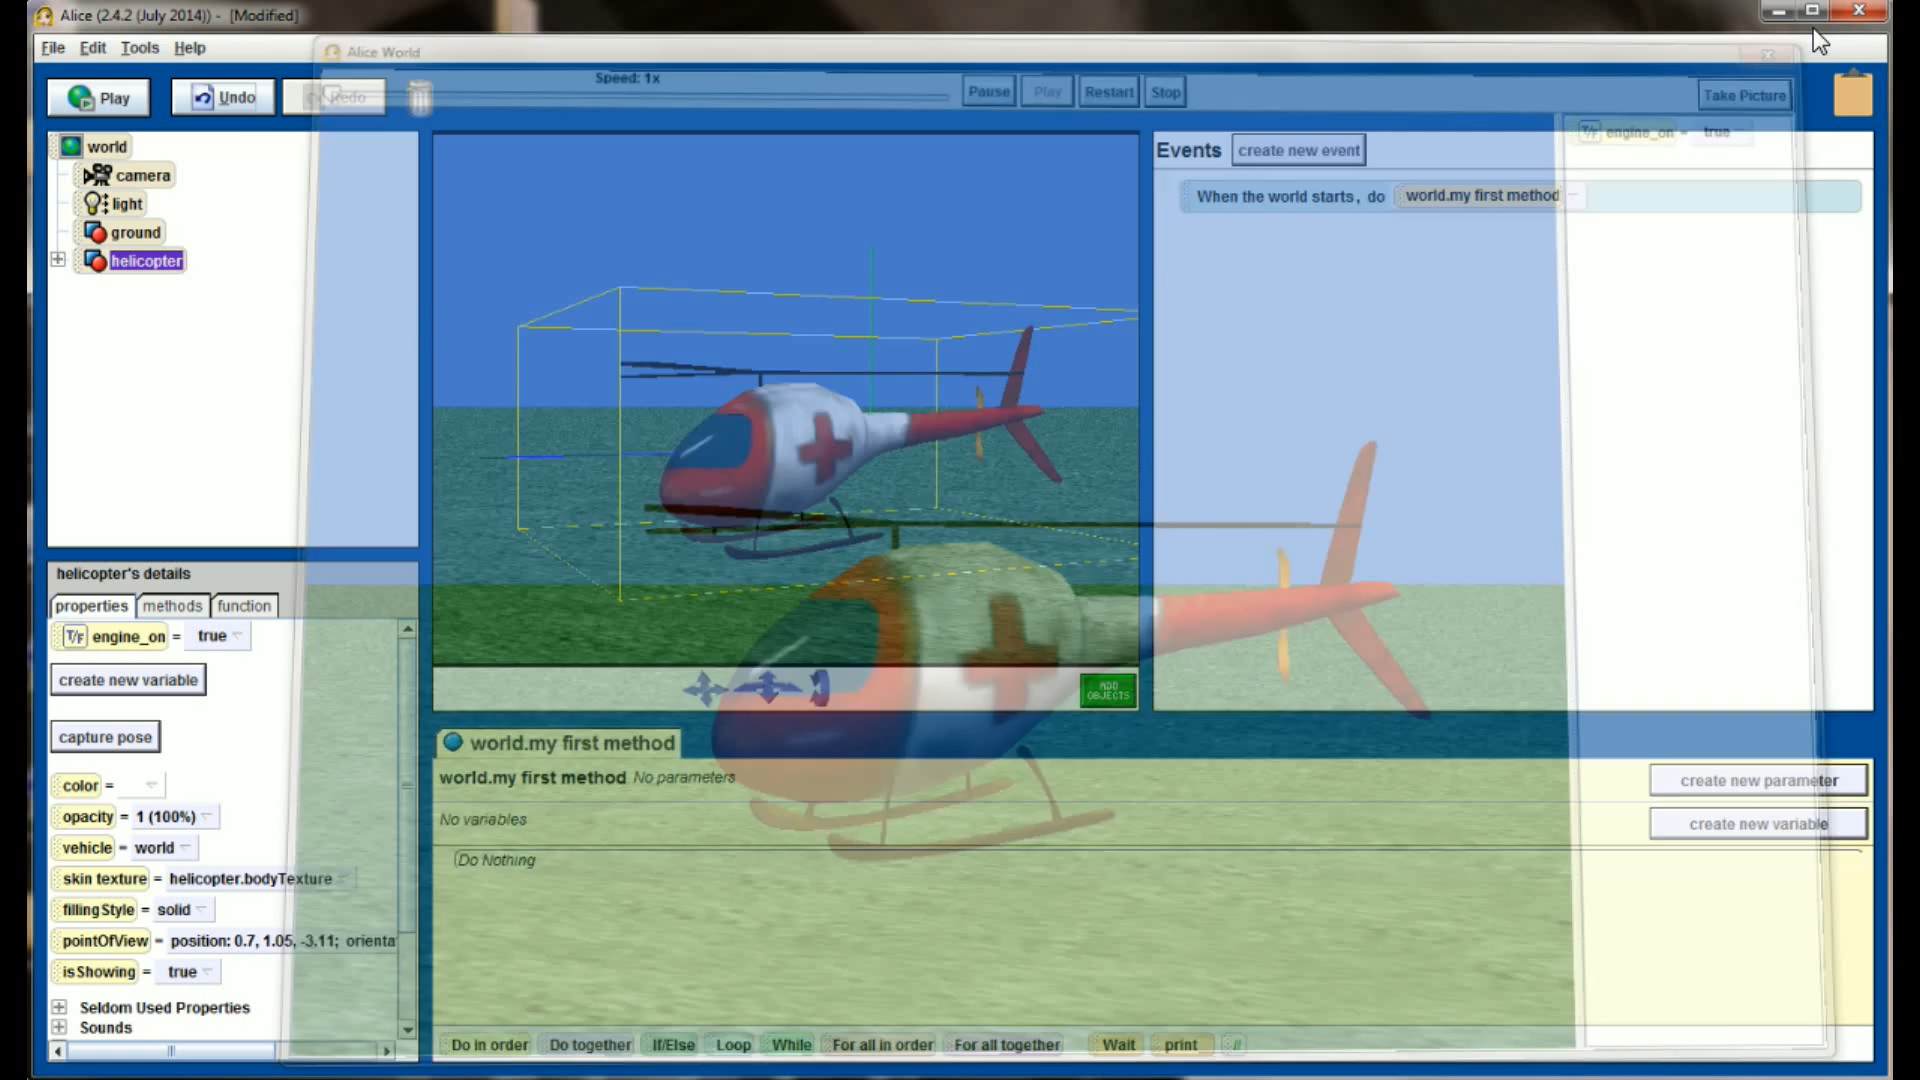 Alice (2.4.2 (July 2014)) - [Modified]
File Edit Tools Help
Alice World
Play Undo Redo
Speed: 1x
Pause Play Restart Stop
Take Picture
world
camera
light
ground
helicopter
Events create new event
When the world starts, do world.my first method
T/F engine_on = true
helicopter's details
properties methods function
T/F engine_on = true
create new variable
capture pose
color =
opacity = 1 (100%)
vehicle = world
skin texture = helicopter.bodyTexture
fillingStyle = solid
pointOfView = position: 0.7, 1.05, -3.11; orienta
isShowing = true
Seldom Used Properties
Sounds
ADD
OBJECTS
world.my first method
world.my first method No parameters
create new parameter
No variables
create new variable
(Do Nothing
Do in order Do together If/Else Loop While For all in order For all together Wait print //